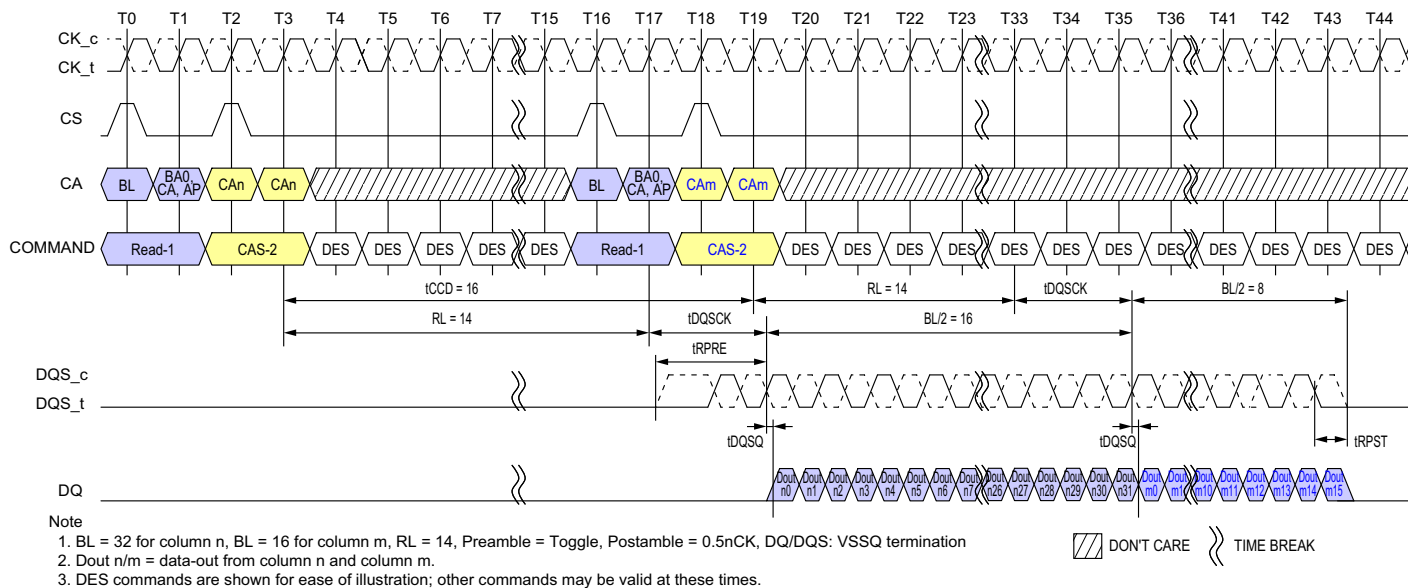 T0 T1 T2 T3 T4 T5 T6 T7 T15 T16 T17 T18 T19 T20 T21 T22 T23 T33 T34 T35 T36 T41 T42 T43 T44
CK_c
CK_t
CS
CA
BL
BA0,
CA, AP
CAn
CAn
BL
BA0,
CA, AP
CAm
CAm
COMMAND
Read-1 CAS-2 DES DES DES DES DES Read-1 CAS-2 DES DES DES DES DES DES DES DES DES DES DES DES
tCCD = 16 RL = 14 tDQSCK BL/2 = 8
RL = 14 tDQSCK BL/2 = 16
tRPRE
DQS_c
DQS_t
tDQSQ tDQSQ tRPST
DQ
Dout Dout Dout Dout Dout Dout Dout Dout Dout Dout Dout Dout Dout Dout Dout Dout Dout Dout Dout Dout Dout Dout
n0 n1 n2 n3 n4 n5 n6 n7 n26 n27 n28 n29 n30 n31 m0 m1 m10 m11 m12 m13 m14 m15
Note
1. BL = 32 for column n, BL = 16 for column m, RL = 14, Preamble = Toggle, Postamble = 0.5nCK, DQ/DQS: VSSQ termination
2. Dout n/m = data-out from column n and column m.
3. DES commands are shown for ease of illustration; other commands may be valid at these times.
DON'T CARE TIME BREAK